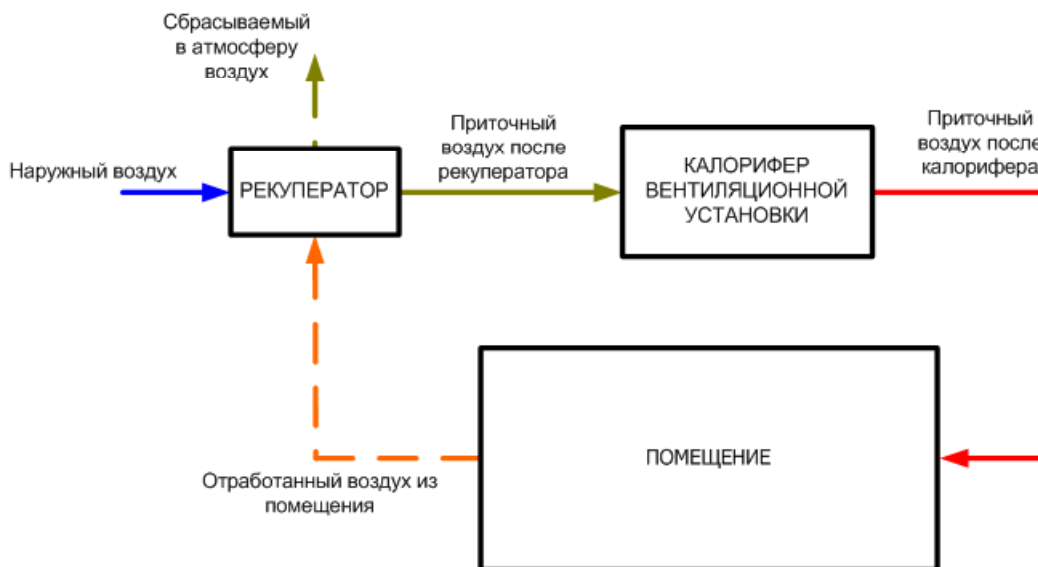 Сбрасываемый
в атмосферу
воздух
Наружный воздух
РЕКУПЕРАТОР
Приточный
воздух после
рекуператора
КАЛОРИФЕР
ВЕНТИЛЯЦИОННОЙ
УСТАНОВКИ
Приточный
воздух после
калорифера
ПОМЕЩЕНИЕ
Отработанный воздух из
помещения